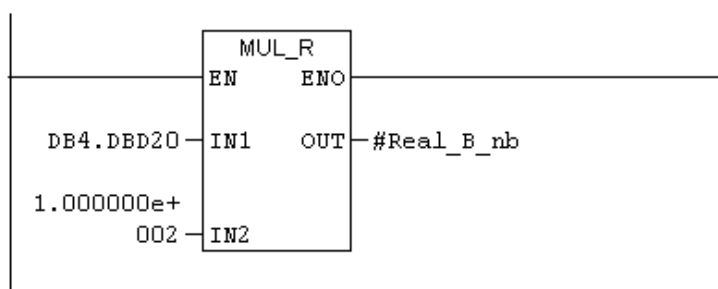 MUL_R
EN ENO
DB4.DBD20 IN1 OUT #Real_B_nb
1.000000e+
002 IN2